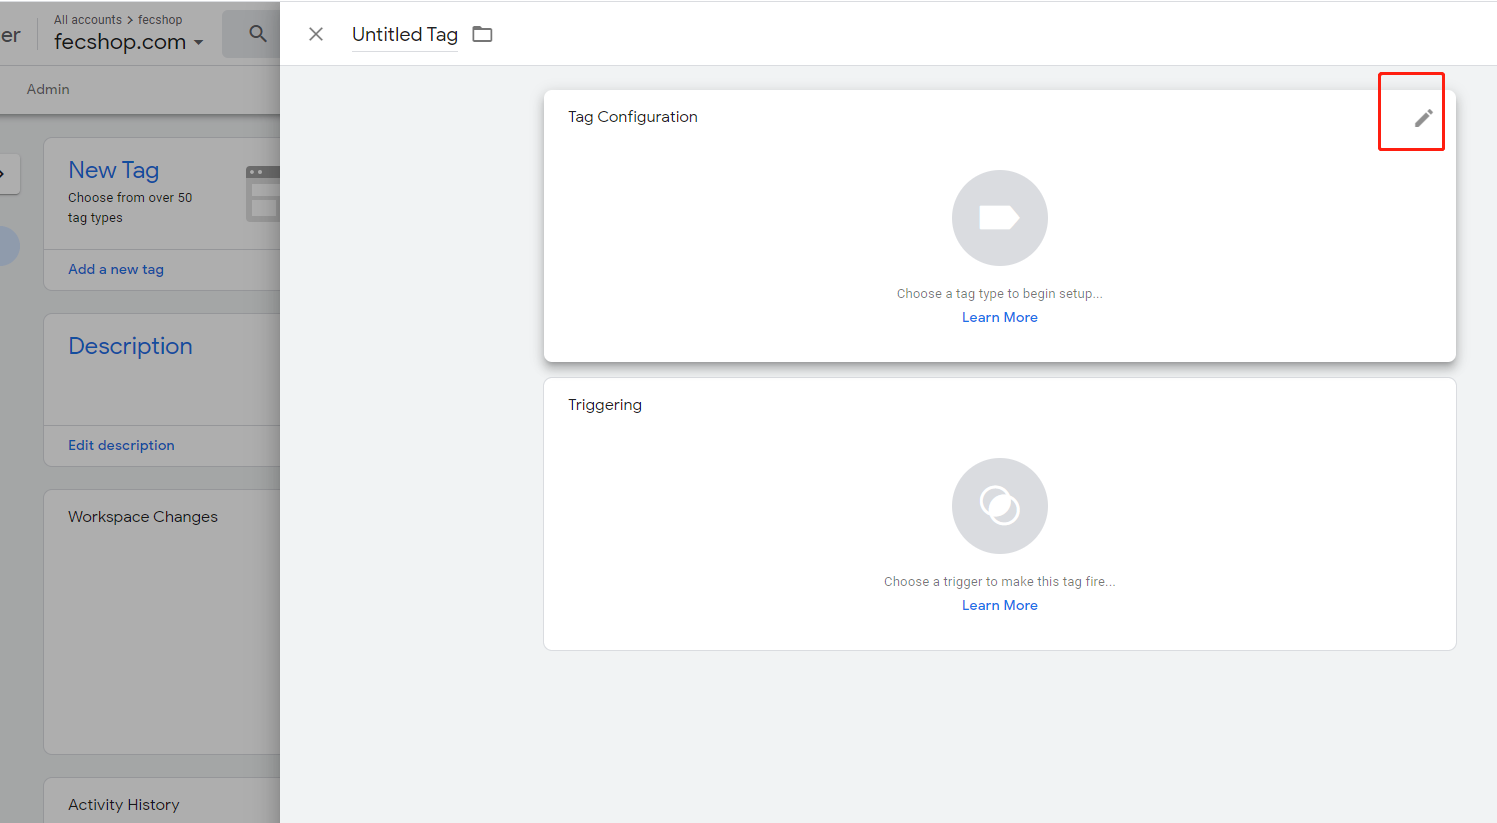 er
All accounts > fecshop
fecshop.com
Untitled Tag
Admin
Tag Configuration
New Tag
Choose from over 50
tag types
Add a new tag
Choose a tag type to begin setup...
Learn More
Description
Edit description
Triggering
Choose a trigger to make this tag fire...
Learn More
Workspace Changes
Activity History